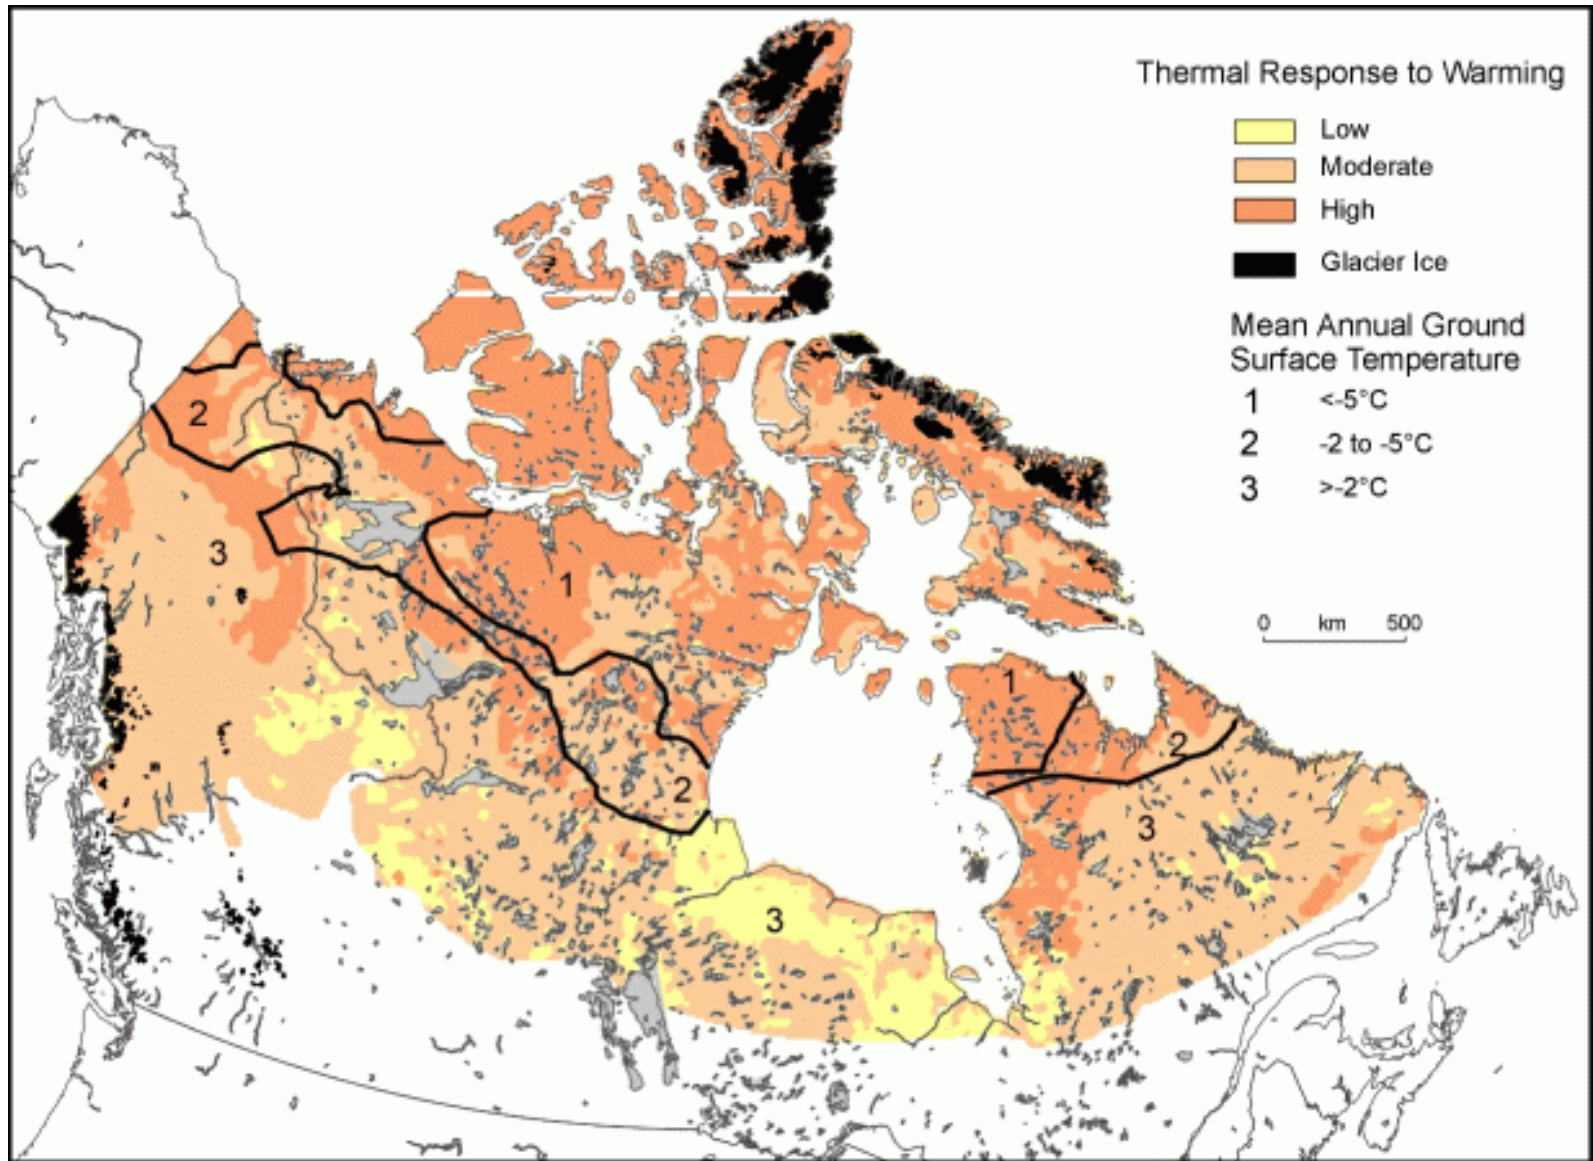 Thermal Response to Warming
Low
Moderate
High
Glacier Ice
Mean Annual Ground
Surface Temperature
1 <-5°C
2 -2 to -5°C
3 >-2°C
0 km 500
2
3
1
2
1
2
3
3